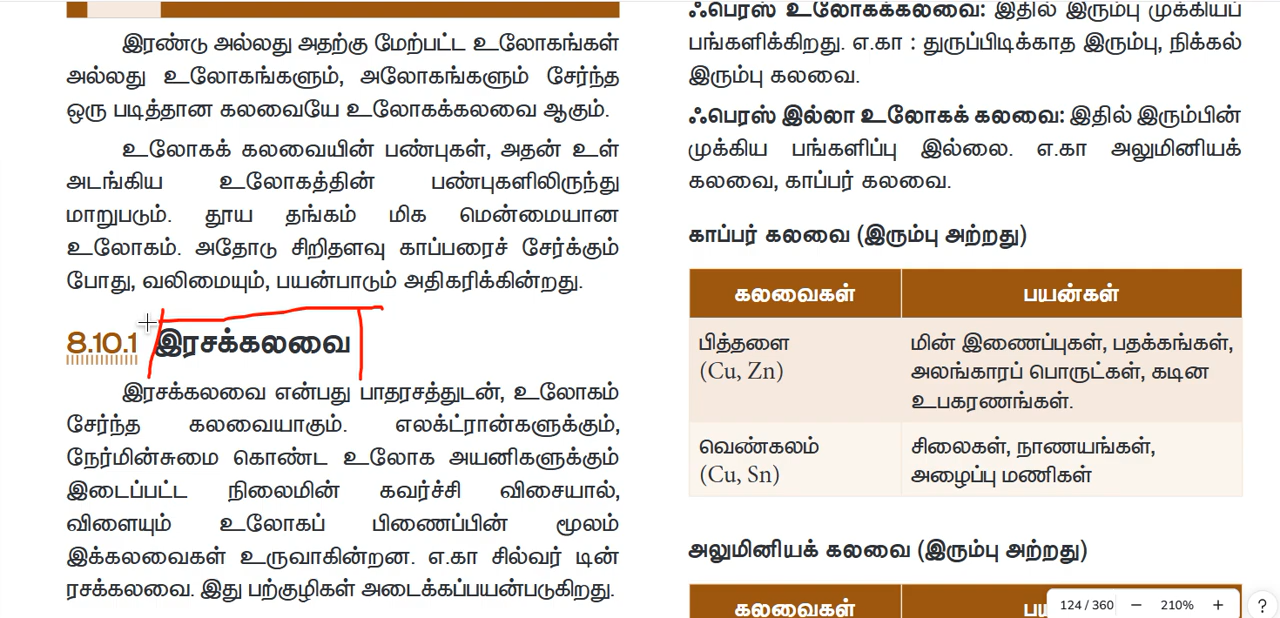 இரண்டு அல்லது அதற்கு மேற்பட்ட உலோகங்கள்
அல்லது உலோகங்களும், அலோகங்களும் சேர்ந்த
ஒரு படித்தான கலவையே உலோகக்கலவை ஆகும்.
உலோகக் கலவையின் பண்புகள், அதன் உள்
அடங்கிய உலோகத்தின் பண்புகளிலிருந்து
மாறுபடும். தூய தங்கம் மிக மென்மையான
உலோகம். அதோடு சிறிதளவு காப்பரைச் சேர்க்கும்
போது, வலிமையும், பயன்பாடும் அதிகரிக்கின்றது.
8.10.1 இரசக்கலவை
இரசக்கலவை என்பது பாதரசத்துடன், உலோகம்
சேர்ந்த கலவையாகும். எலக்ட்ரான்களுக்கும்,
நேர்மின்சுமை கொண்ட உலோக அயனிகளுக்கும்
இடைப்பட்ட நிலைமின் கவர்ச்சி விசையால்,
விளையும் உலோகப் பிணைப்பின் மூலம்
இக்கலவைகள் உருவாகின்றன. எ.கா சில்வர் டின்
ரசக்கலவை. இது பற்குழிகள் அடைக்கப்பயன்படுகிறது.
ஃபெரஸ் உலோகக்கலவை: இதில் இரும்பு முக்கியப்
பங்களிக்கிறது. எ.கா : துருப்பிடிக்காத இரும்பு, நிக்கல்
இரும்பு கலவை.
ஃபெரஸ் இல்லா உலோகக் கலவை: இதில் இரும்பின்
முக்கிய பங்களிப்பு இல்லை. எ.கா அலுமினியக்
கலவை, காப்பர் கலவை.
காப்பர் கலவை (இரும்பு அற்றது)
கலவைகள் பயன்கள்
பித்தளை மின் இணைப்புகள், பதக்கங்கள்,
(Cu, Zn) அலங்காரப் பொருட்கள், கடின
உபகரணங்கள்.
வெண்கலம் சிலைகள், நாணயங்கள்,
(Cu, Sn) அழைப்பு மணிகள்
அலுமினியக் கலவை (இரும்பு அற்றது)
கலவைகள்
124 / 360 − 210% + ?